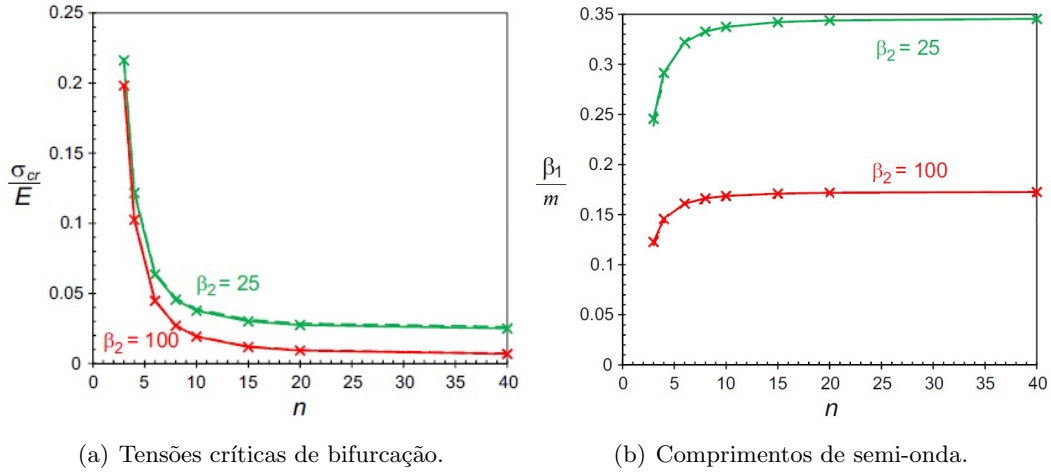 0.25
0.2
0.15
0.1
0.05
0
σcr
E
β2 = 25
β2 = 100
0 5 10 15 20 25 30 35 40
n
(a) Tensões críticas de bifurcação.
0.35
0.3
0.25
0.2
0.15
0.1
0.05
0
β1
m
β2 = 25
β2 = 100
0 5 10 15 20 25 30 35 40
n
(b) Comprimentos de semi-onda.